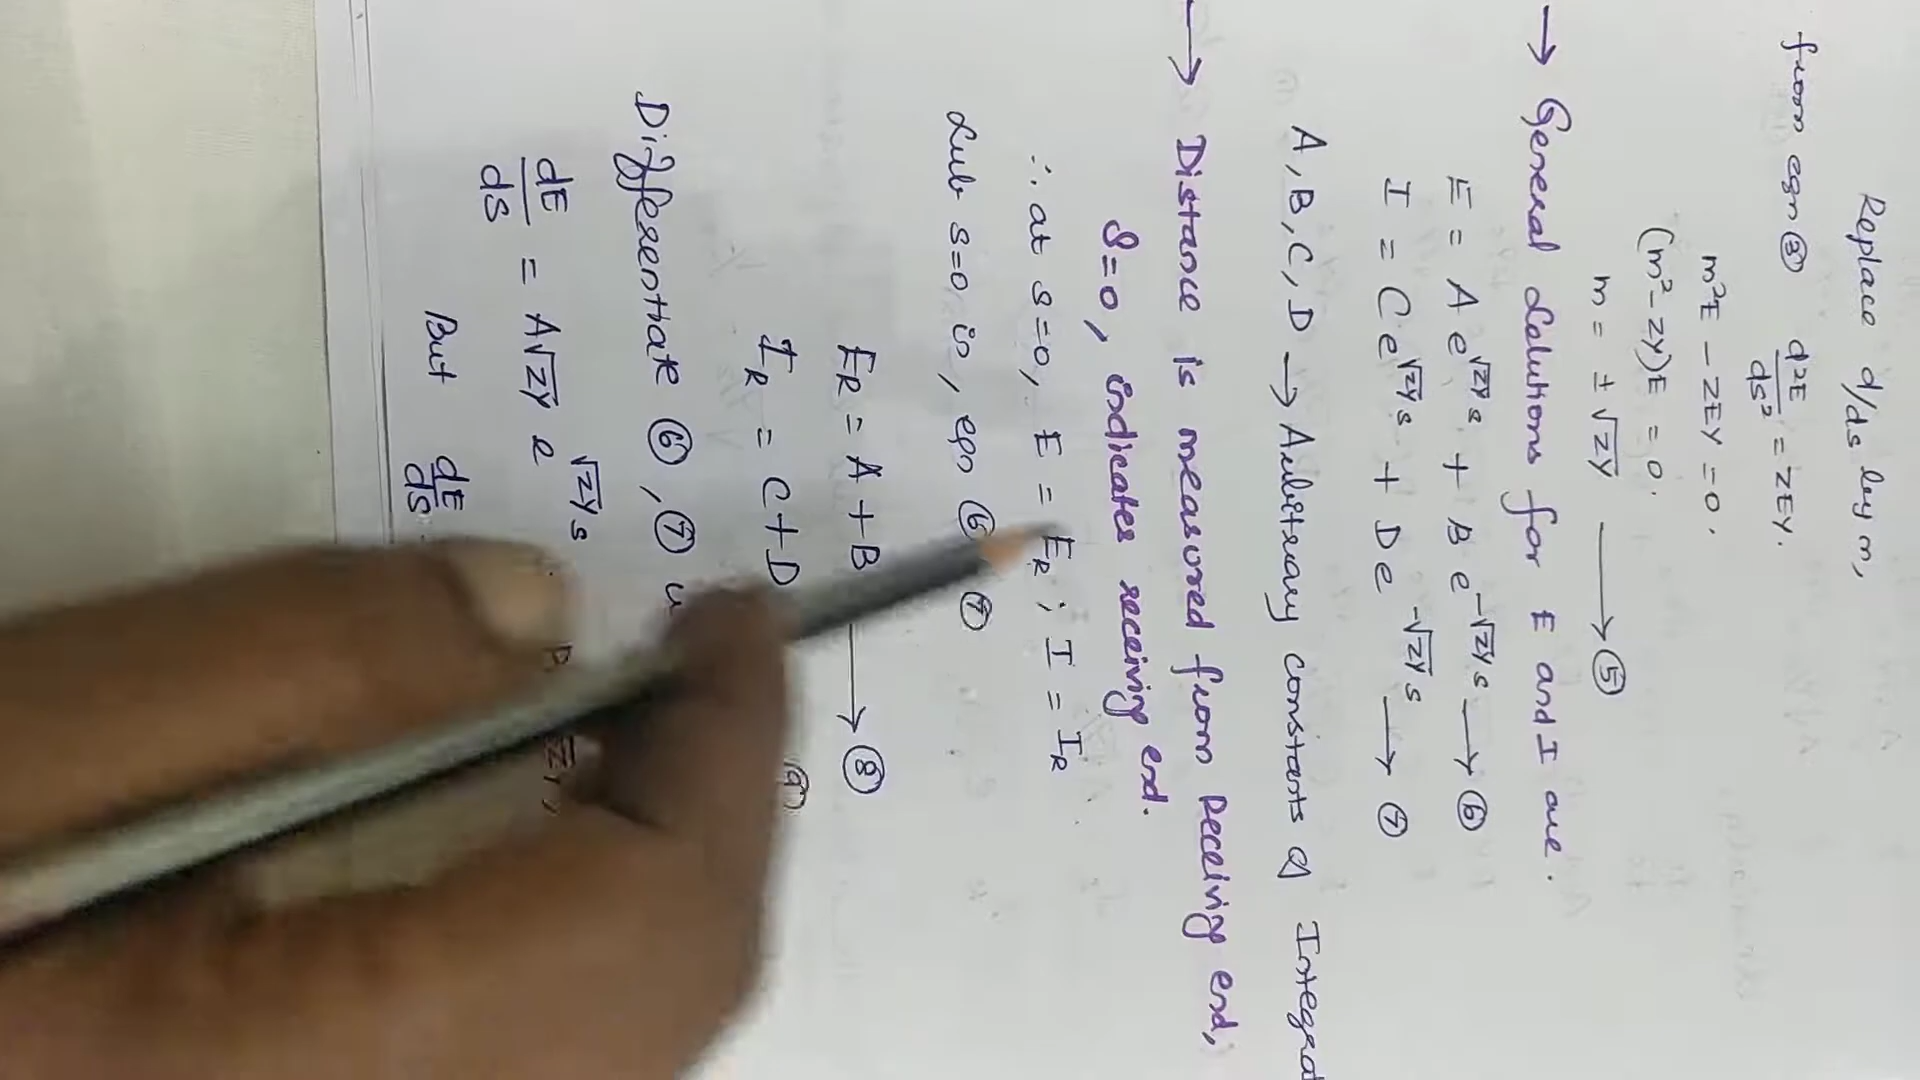 Replace d/ds by m,
from eqn ③ d²E/ds² = ZEY.
m²E - ZEY = 0.
(m² - ZY)E = 0.
m = ± √ZY → ⑤
→ General Solutions for E and I are.
E = A e^√ZY s + B e^-√ZY s → ⑥
I = C e^√ZY s + D e^-√ZY s → ⑦
A, B, C, D → Arbitrary constants of Integrat
→ Distance is measured from Receiving end,
S=0, indicates receiving end.
∴ at S=0, E = E_R ; I = I_R
Sub S=0 in, eqn ⑥ ⑦
E_R = A + B → ⑧
I_R = C + D ⑨
Differentiate ⑥, ⑦
dE/dS = A√ZY e^√ZY s
But dE/dS